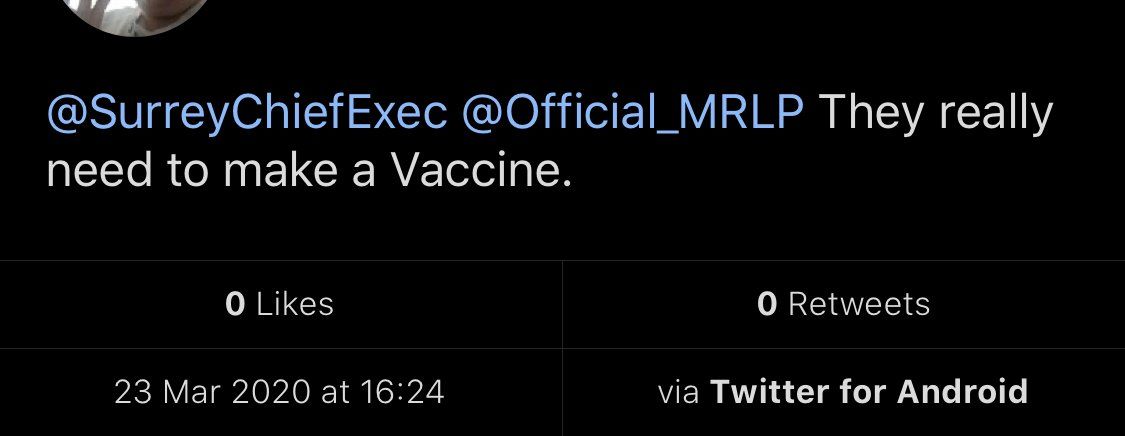 @SurreyChiefExec @Official_MRLP They really
need to make a Vaccine.
0 Likes
0 Retweets
23 Mar 2020 at 16:24
via Twitter for Android